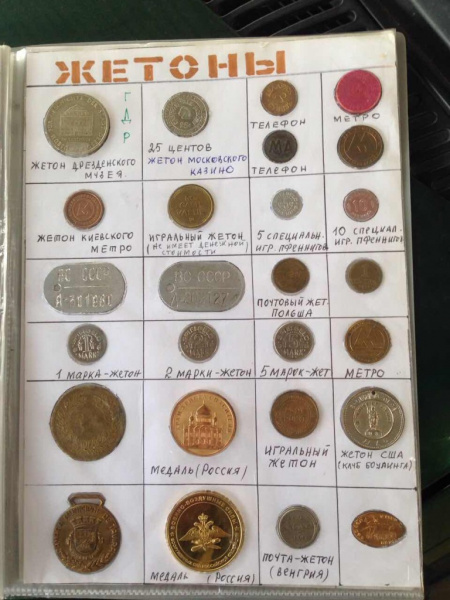 ЖЕТОНЫ
ГДР
ЖЕТОН ДРЕЗДЕНСКОГО
МУЗЕЯ.
25 ЦЕНТОВ
ЖЕТОН МОСКОВСКОГО
КАЗИНО
ТЕЛЕФОН
ТЕЛЕФОН
МЕТРО
ЖЕТОН КИЕВСКОГО
МЕТРО
ИГРАЛЬНЫЙ ЖЕТОН
(НЕ ИМЕЕТ ДЕНЕЖНОЙ
СТОИМОСТИ
5 СПЕЦИАЛЬН.
ИГР. ПФЕННИГОВ
10 СПЕЦИАЛ.
ИГР. ПФЕННИГОВ
ВС СССР
ВС СССР
ПОЧТОВЫЙ ЖЕТ-
ПОЛЬША
1 МАРКА-ЖЕТОН
2 МАРКИ-ЖЕТОН
5 МАРОК-ЖЕТ
МЕТРО
МЕДАЛЬ (РОССИЯ)
ИГРАЛЬНЫЙ
ЖЕТОН
ЖЕТОН США
(КЛУБ БОУЛИНГА)
МЕДАЛЬ (РОССИЯ)
ПОЧТА-ЖЕТОН
(ВЕНГРИЯ)